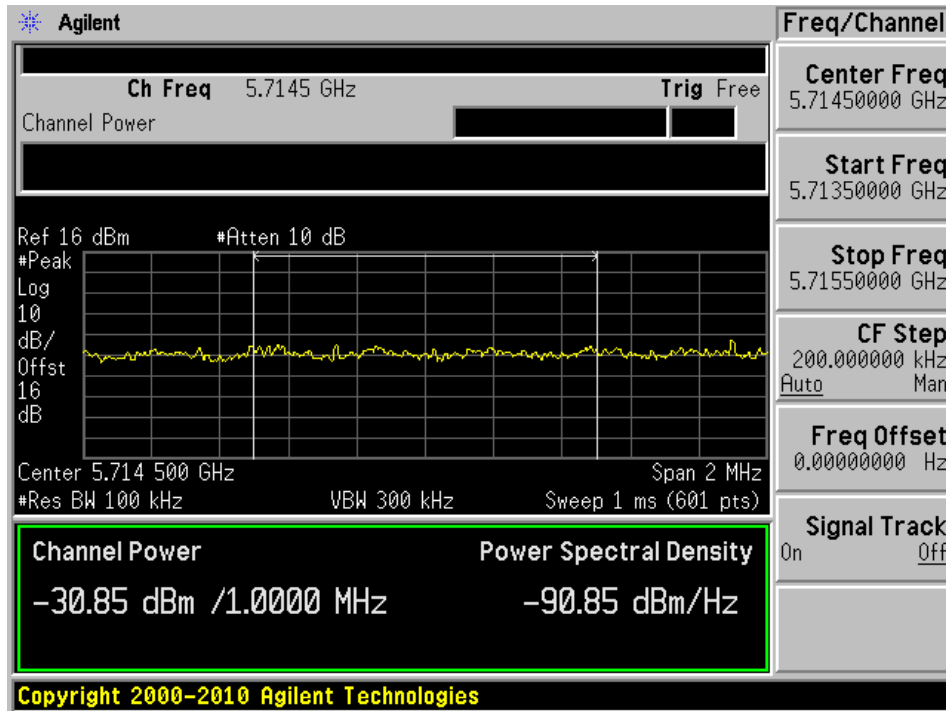 Agilent
Freq/Channel
Ch Freq 5.7145 GHz Trig Free
Channel Power
Center Freq
5.71450000 GHz
Start Freq
5.71350000 GHz
Stop Freq
5.71550000 GHz
CF Step
200.000000 kHz
Auto Man
Freq Offset
0.00000000 Hz
Signal Track
On Off
Ref 16 dBm #Atten 10 dB
#Peak
Log
10
dB/
Offst
16
dB
Center 5.714 500 GHz Span 2 MHz
#Res BW 100 kHz VBW 300 kHz Sweep 1 ms (601 pts)
Channel Power Power Spectral Density
-30.85 dBm /1.0000 MHz -90.85 dBm/Hz
Copyright 2000-2010 Agilent Technologies